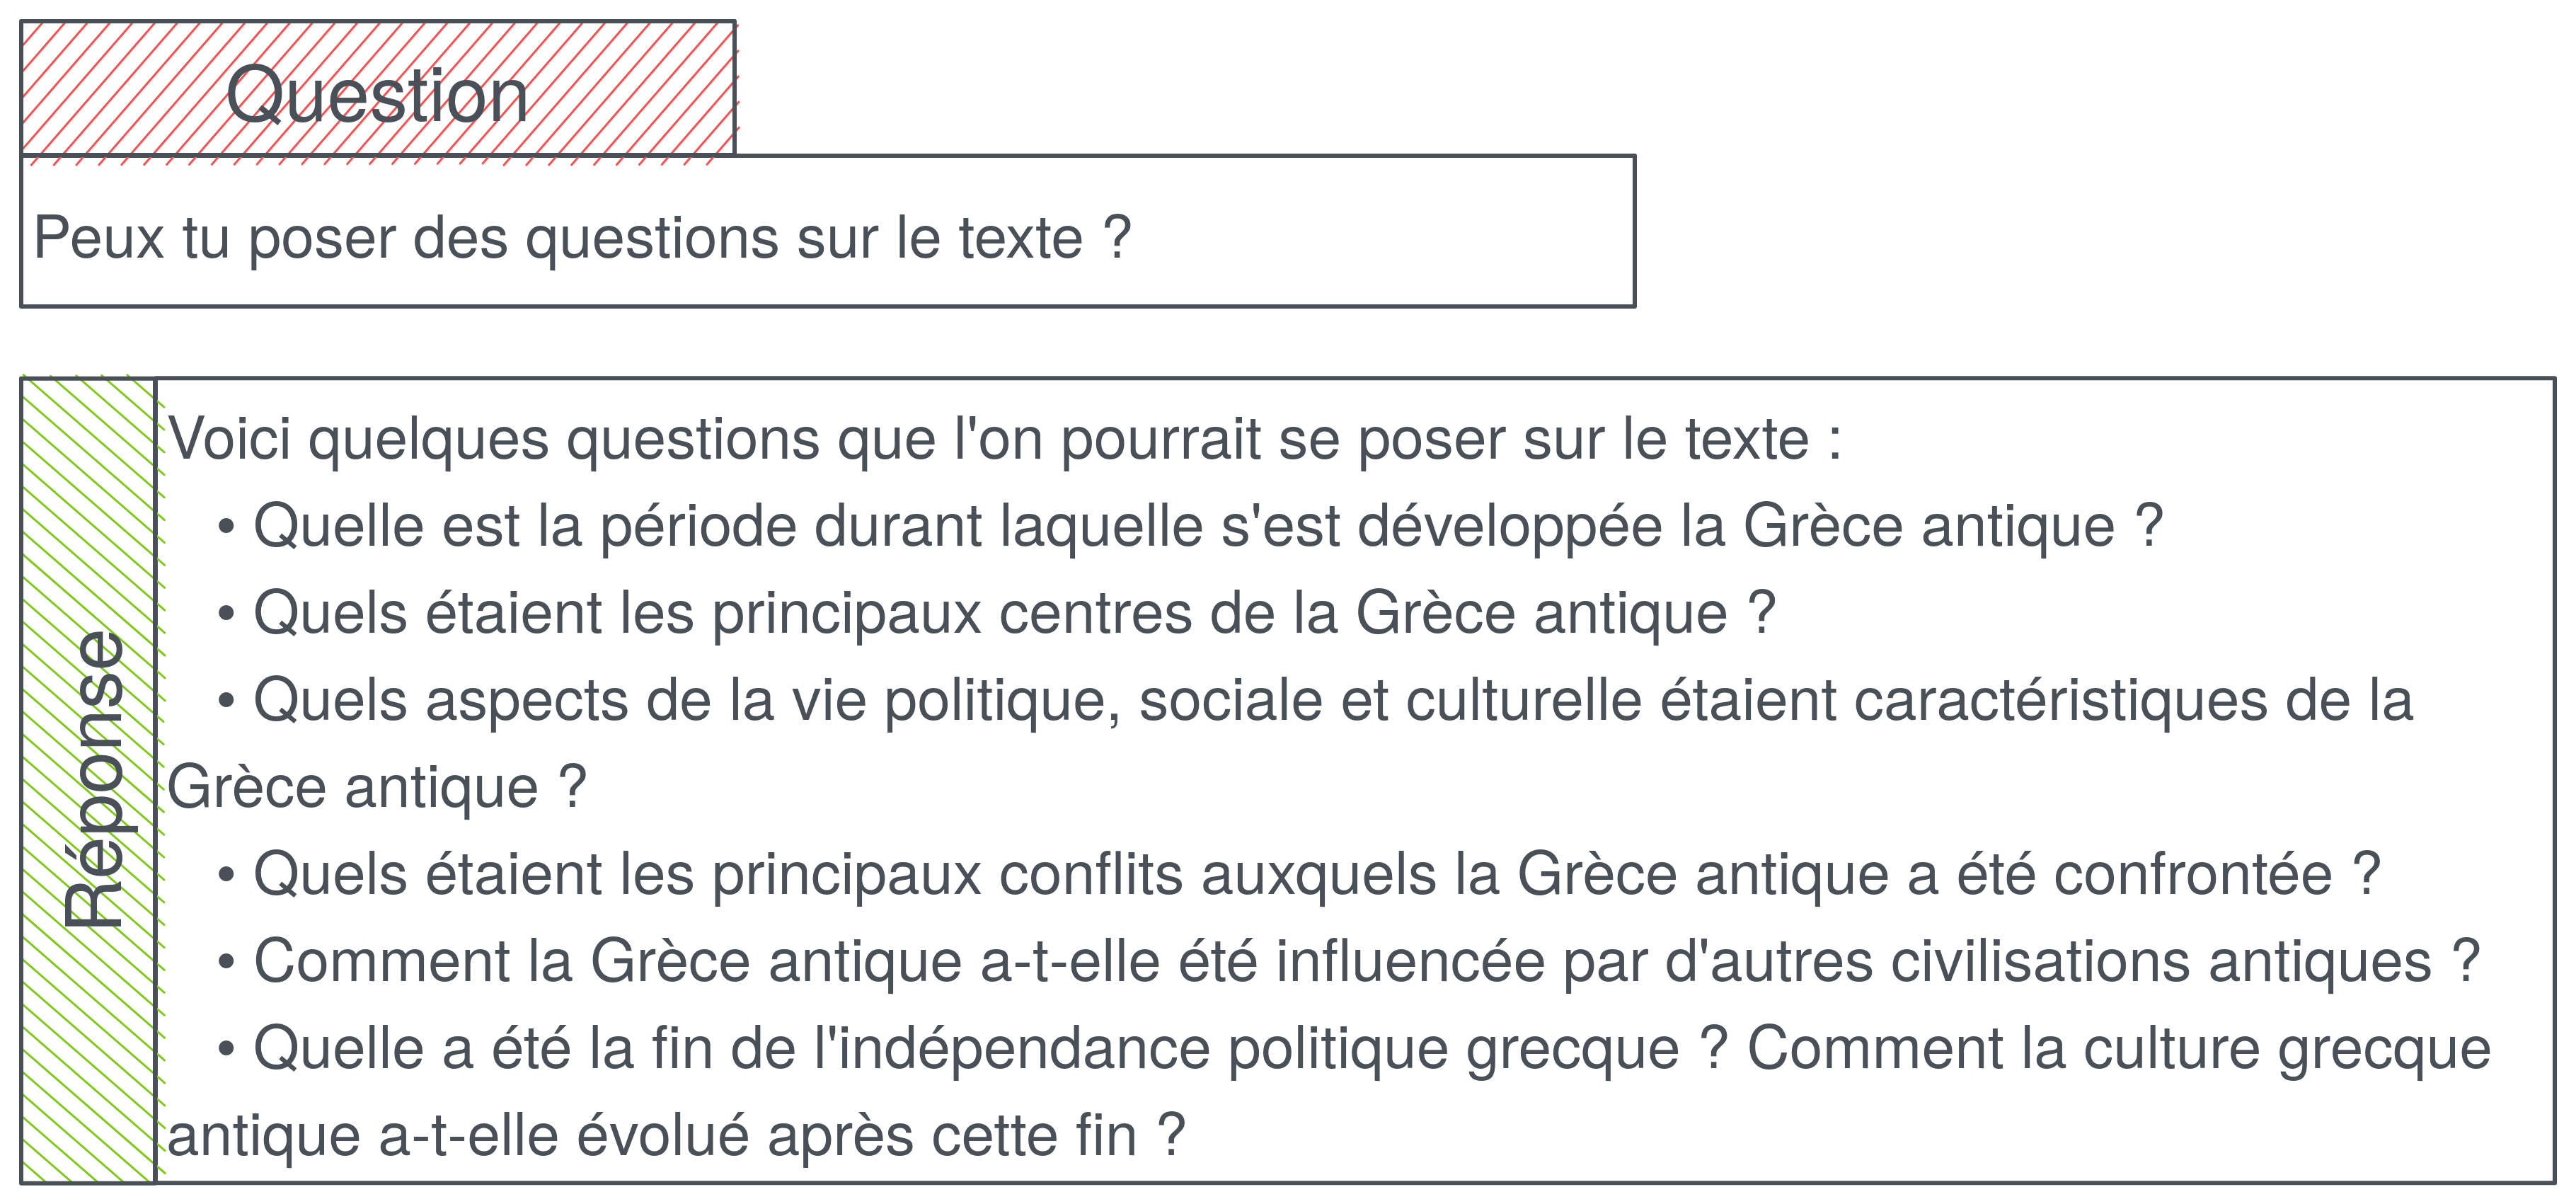 Question
Peux tu poser des questions sur le texte ?
Réponse
Voici quelques questions que l'on pourrait se poser sur le texte :
• Quelle est la période durant laquelle s'est développée la Grèce antique ?
• Quels étaient les principaux centres de la Grèce antique ?
• Quels aspects de la vie politique, sociale et culturelle étaient caractéristiques de la
Grèce antique ?
• Quels étaient les principaux conflits auxquels la Grèce antique a été confrontée ?
• Comment la Grèce antique a-t-elle été influencée par d'autres civilisations antiques ?
• Quelle a été la fin de l'indépendance politique grecque ? Comment la culture grecque
antique a-t-elle évolué après cette fin ?